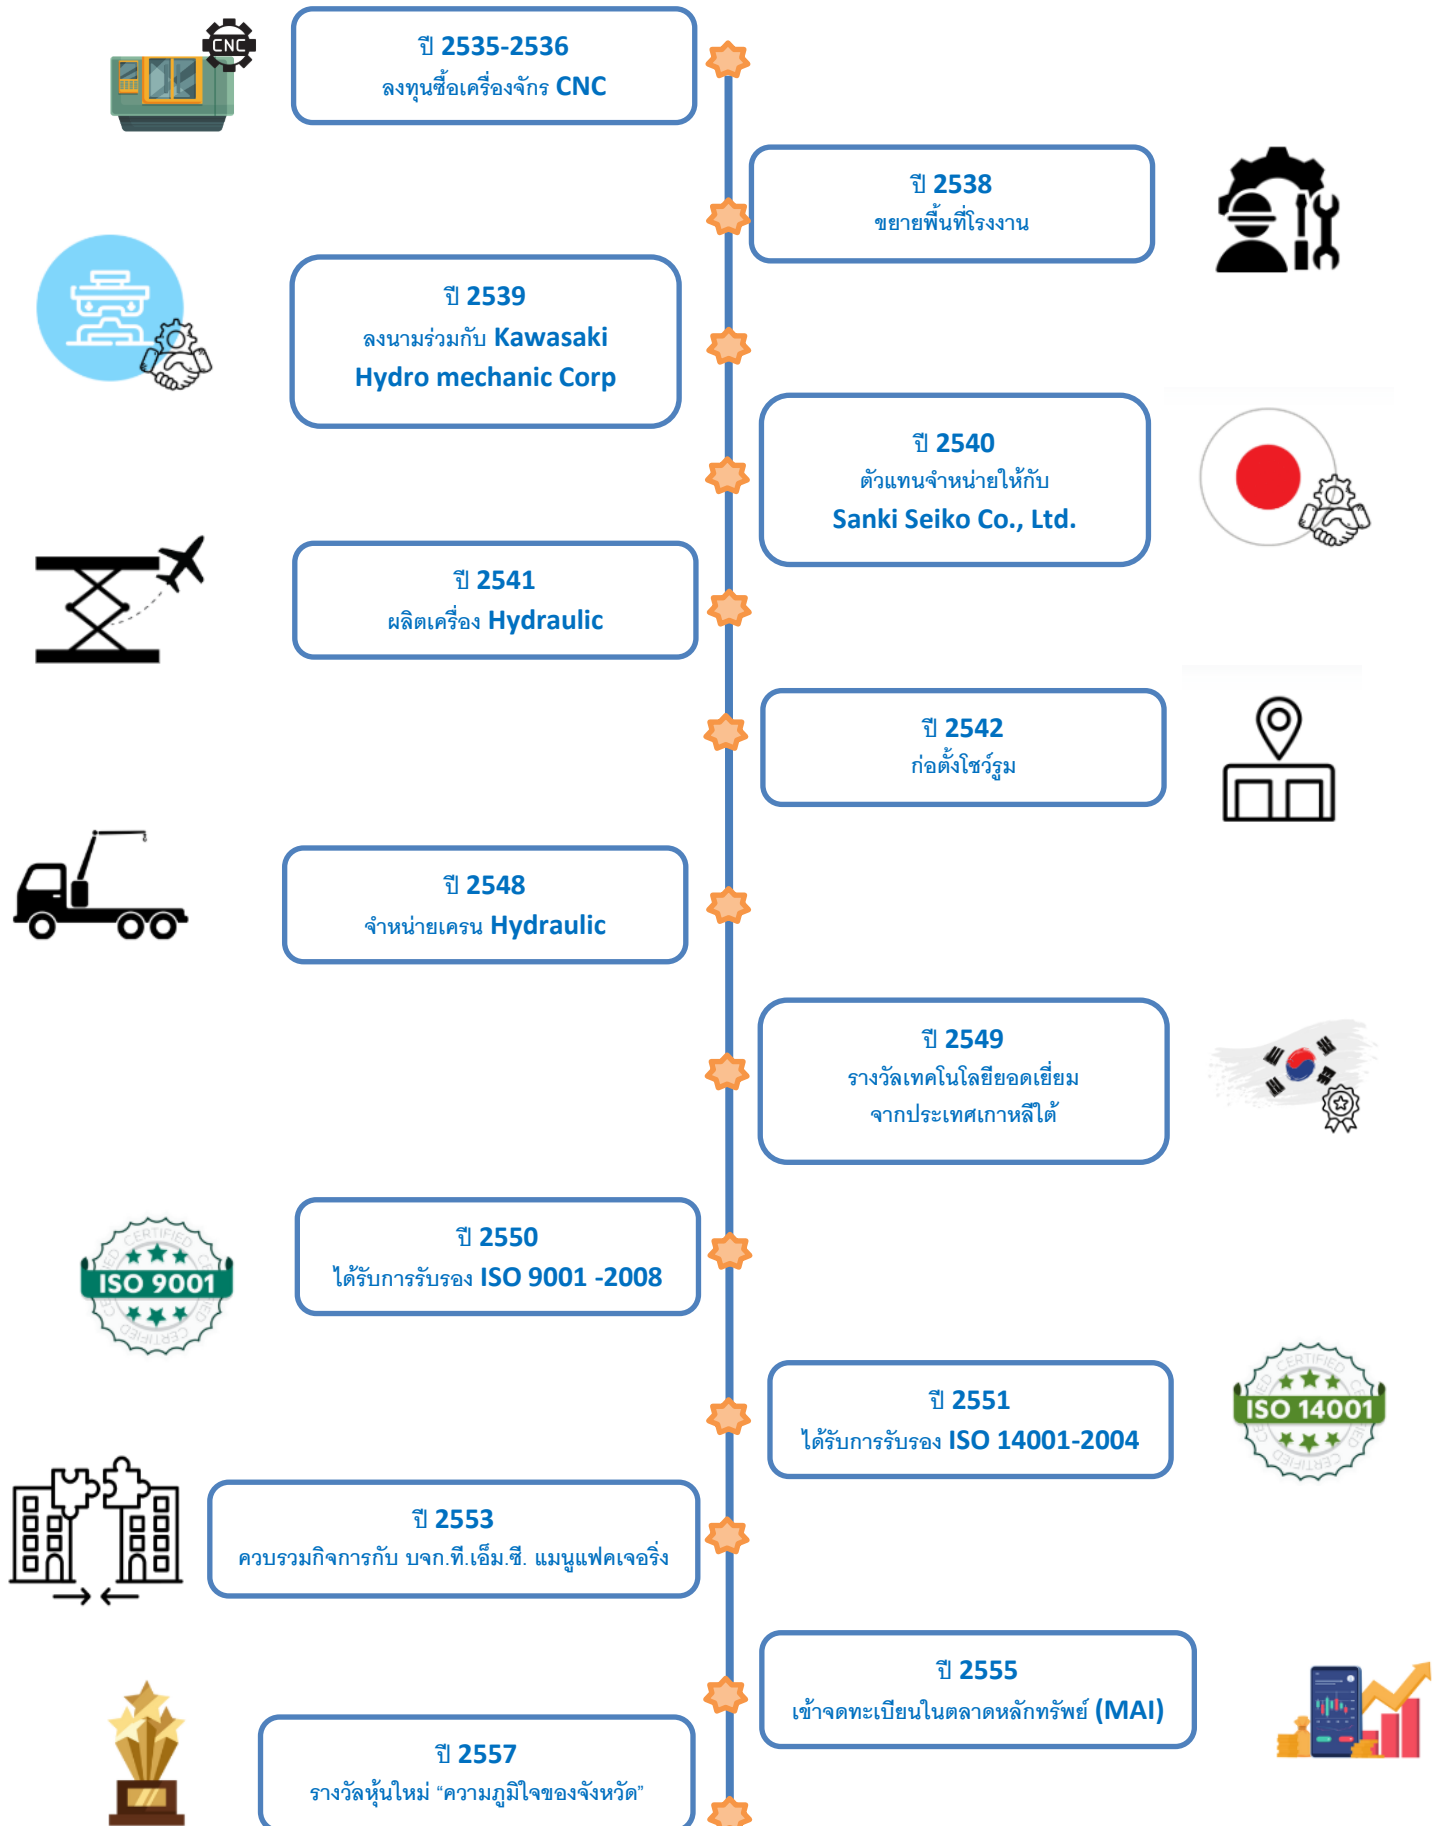 CNC
ปี 2535-2536
ลงทุนซื้อเครื่องจักร CNC
ปี 2538
ขยายพื้นที่โรงงาน
ปี 2539
ลงนามร่วมกับ Kawasaki
Hydro mechanic Corp
ปี 2540
ตัวแทนจำหน่ายให้กับ
Sanki Seiko Co., Ltd.
ปี 2541
ผลิตเครื่อง Hydraulic
ปี 2542
ก่อตั้งโชว์รูม
ปี 2548
จำหน่ายเครน Hydraulic
ปี 2549
รางวัลเทคโนโลยียอดเยี่ยม
จากประเทศเกาหลีใต้
CERTIFIED
ISO 9001
CERTIFIED
ปี 2550
ได้รับการรับรอง ISO 9001 -2008
ปี 2551
ได้รับการรับรอง ISO 14001-2004
CERTIFIED
ISO 14001
CERTIFIED
ปี 2553
ควบรวมกิจการกับ บจก.ที.เอ็ม.ซี. แมนูแฟคเจอริ่ง
ปี 2555
เข้าจดทะเบียนในตลาดหลักทรัพย์ (MAI)
ปี 2557
รางวัลหุ้นใหม่ “ความภูมิใจของจังหวัด”